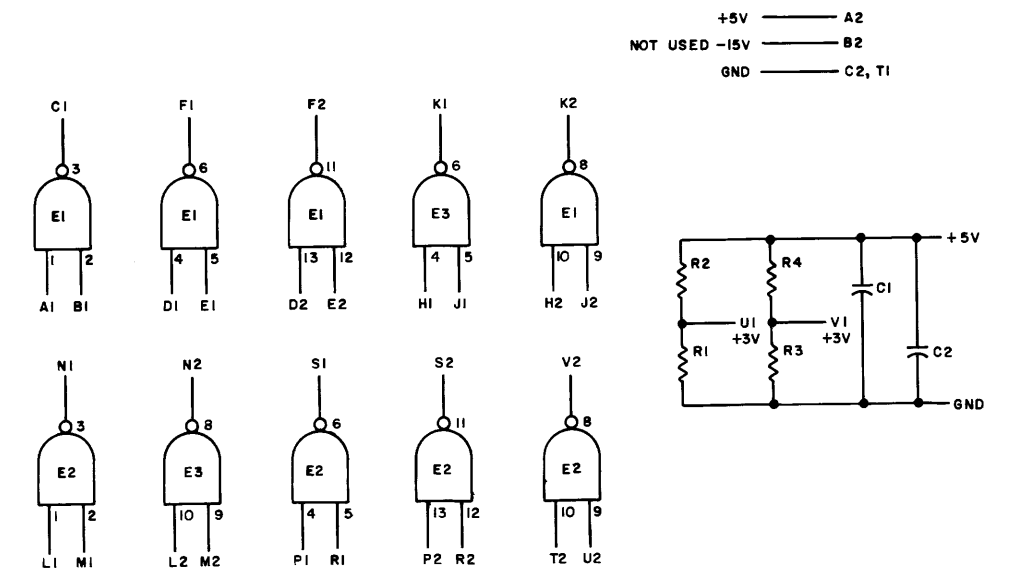 +5V A2
NOT USED -15V B2
GND C2, T1
C1 F1 F2 K1 K2
3 6 11 6 8
E1 E1 E1 E3 E1
1 2 4 5 13 12 4 5 10 9
A1 B1 D1 E1 D2 E2 H1 J1 H2 J2
+5V
R2 R4
C1
U1 V1
+3V +3V
R1 R3 C2
GND
N1 N2 S1 S2 V2
3 8 6 11 8
E2 E3 E2 E2 E2
1 2 10 9 4 5 13 12 10 9
L1 M1 L2 M2 P1 R1 P2 R2 T2 U2